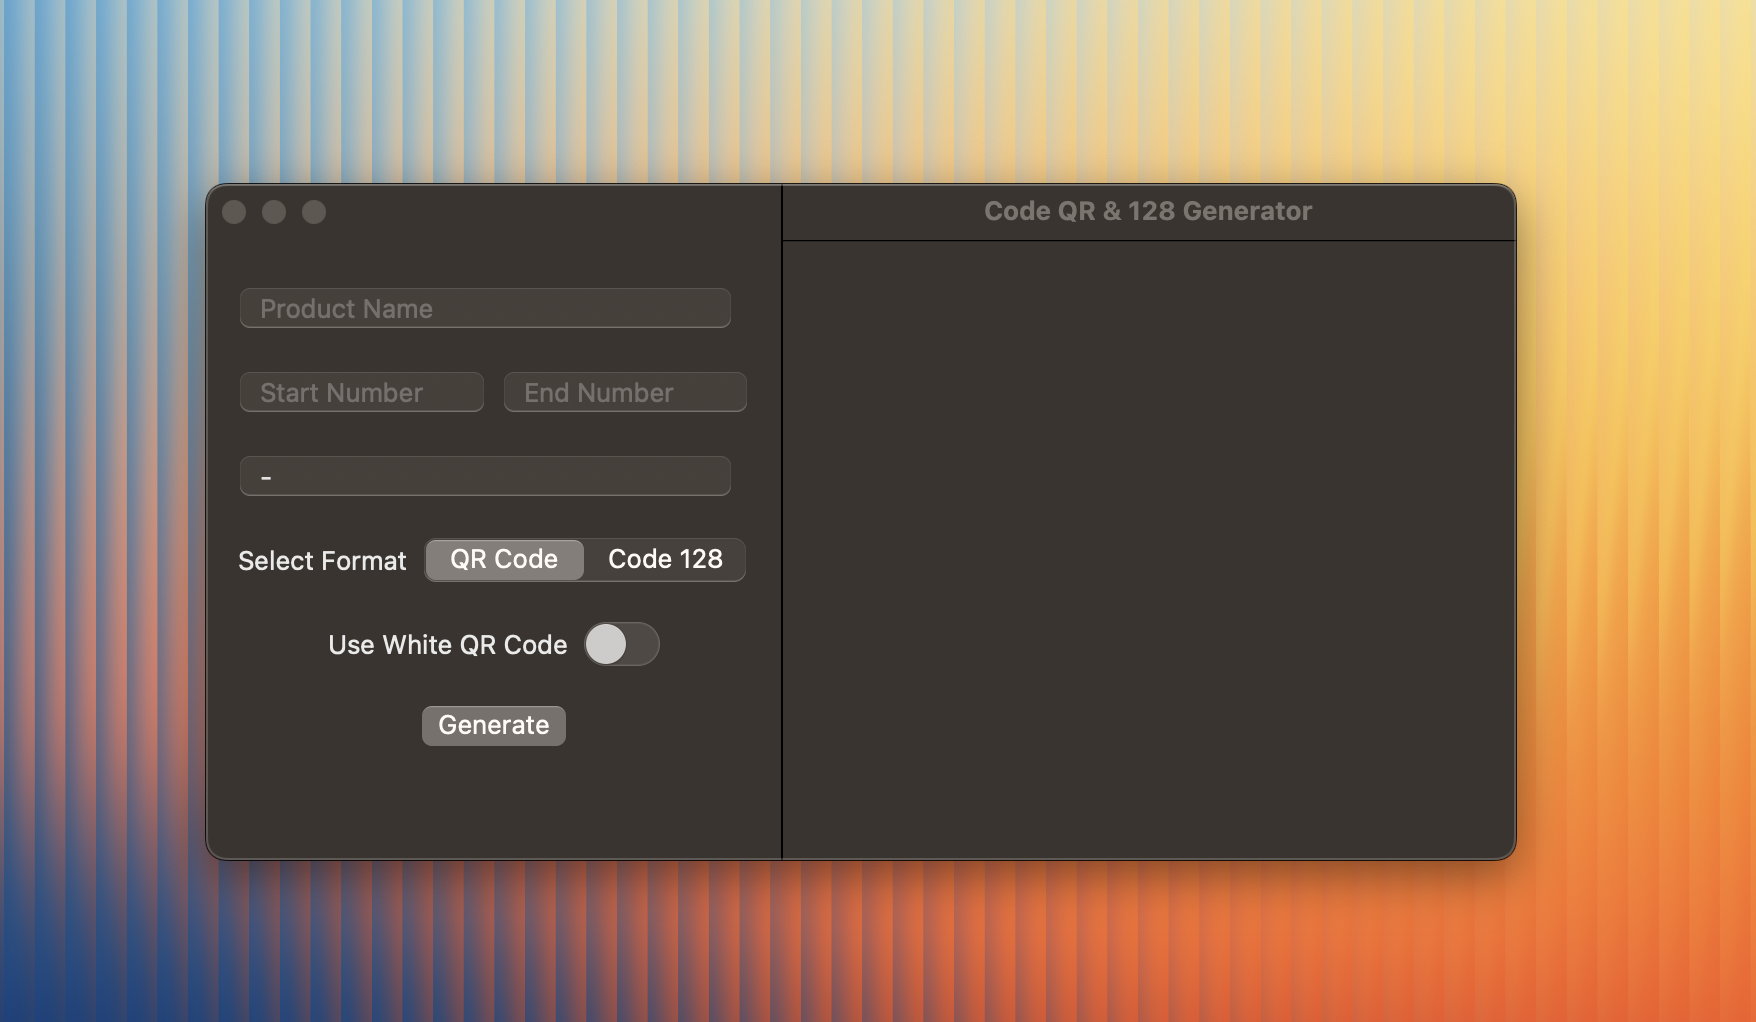 Code QR & 128 Generator
Product Name
Start Number End Number
-
Select Format QR Code Code 128
Use White QR Code
Generate